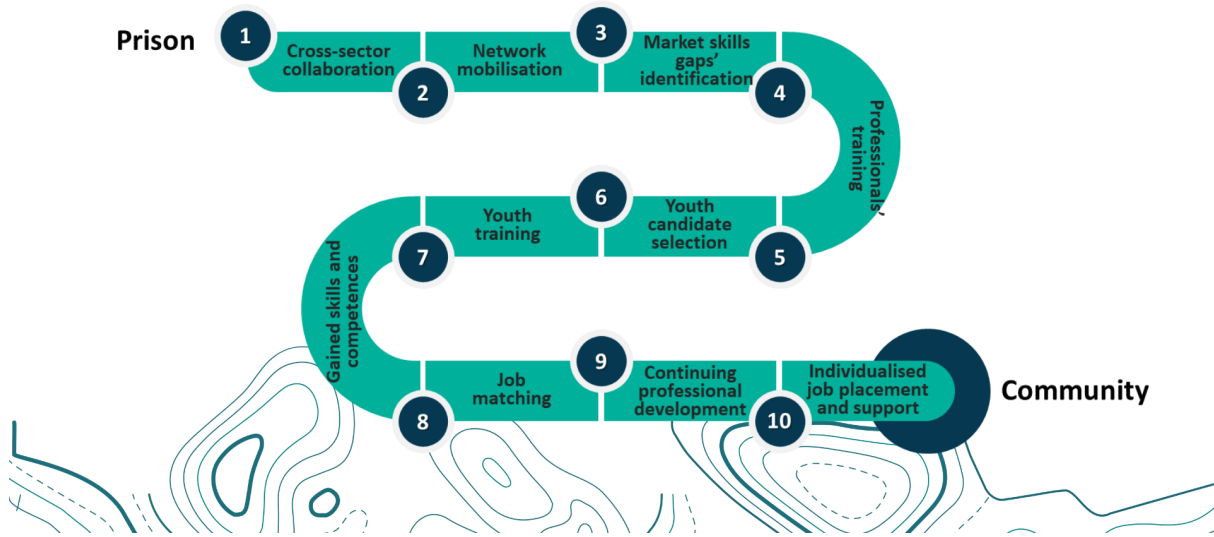 Prison
1
Cross-sector
collaboration
2
Network
mobilisation
3
Market skills
gaps'
identification
4
Professionals'
training
5
Youth
candidate
selection
6
Youth
training
7
Gained skills and
competences
8
Job
matching
9
Continuing
professional
development
10
Individualised
job placement
and support
Community